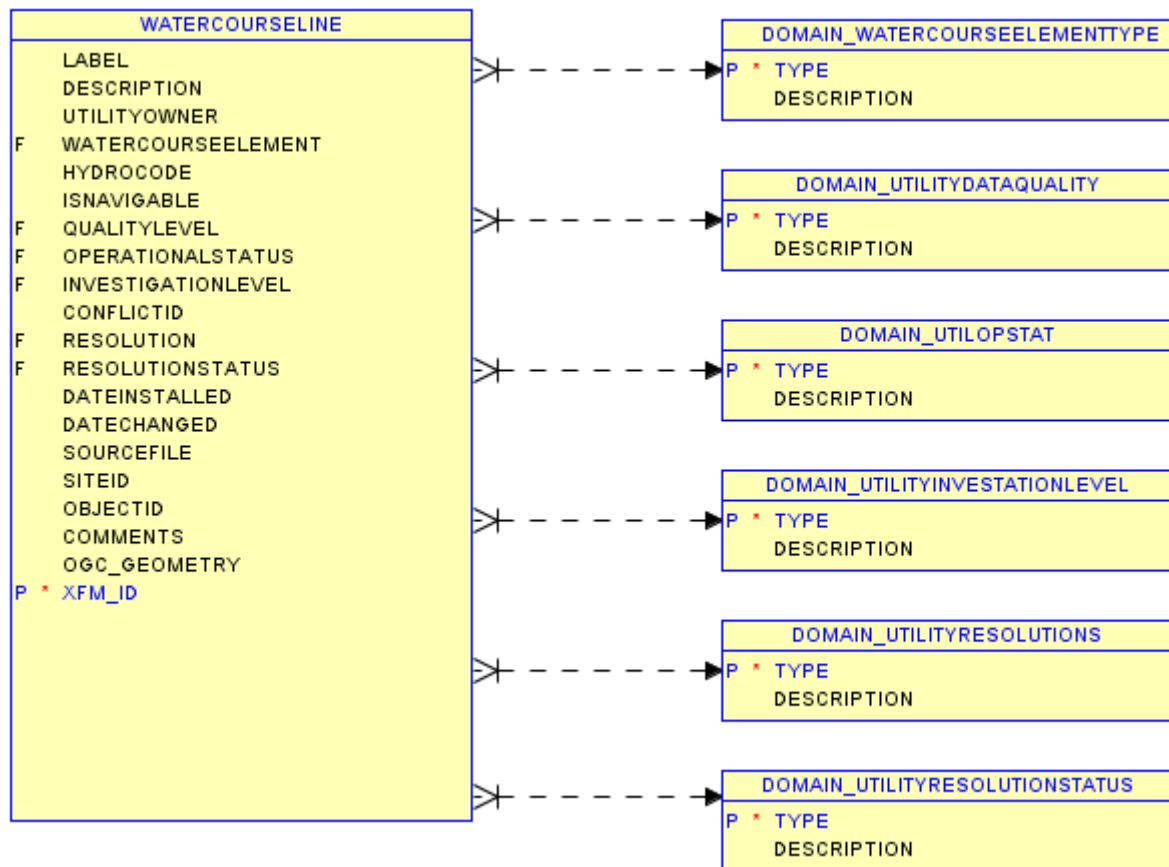 WATERCOURSELINE
LABEL
DESCRIPTION
UTILITYOWNER
F WATERCOURSEELEMENT
HYDROCODE
ISNAVIGABLE
F QUALITYLEVEL
F OPERATIONALSTATUS
F INVESTIGATIONLEVEL
CONFLICTID
F RESOLUTION
F RESOLUTIONSTATUS
DATEINSTALLED
DATECHANGED
SOURCEFILE
SITEID
OBJECTID
COMMENTS
OGC_GEOMETRY
P * XFM_ID
DOMAIN_WATERCOURSEELEMENTTYPE
P * TYPE
DESCRIPTION
DOMAIN_UTILITYDATAQUALITY
P * TYPE
DESCRIPTION
DOMAIN_UTILOPSTAT
P * TYPE
DESCRIPTION
DOMAIN_UTILITYINVESTATIONLEVEL
P * TYPE
DESCRIPTION
DOMAIN_UTILITYRESOLUTIONS
P * TYPE
DESCRIPTION
DOMAIN_UTILITYRESOLUTIONSTATUS
P * TYPE
DESCRIPTION